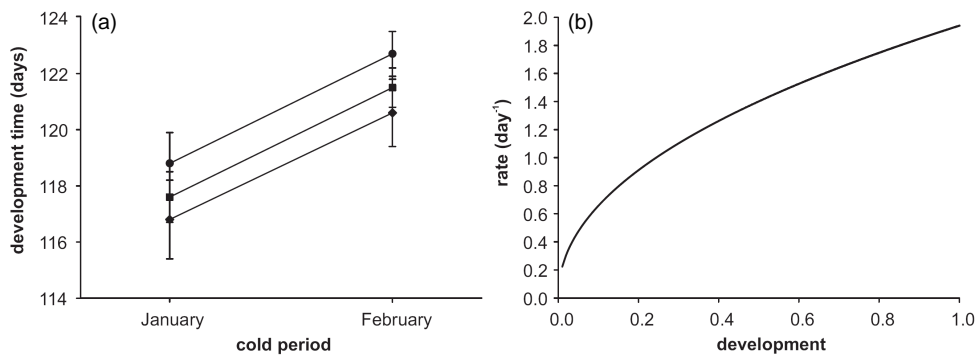 (a)
development time (days)
124
122
120
118
116
114
January
February
cold period
(b)
rate (day-1)
2.0
1.8
1.6
1.4
1.2
1.0
0.8
0.6
0.4
0.2
0.0
0.0 0.2 0.4 0.6 0.8 1.0
development